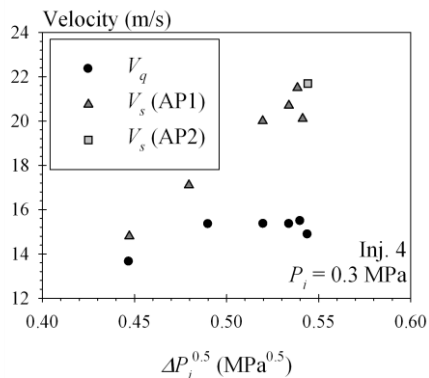 Velocity (m/s)
24
22
20
18
16
14
12
V_q
V_s (AP1)
V_s (AP2)
Inj. 4
P_i = 0.3 MPa
0.40 0.45 0.50 0.55 0.60
ΔP_i^0.5 (MPa^0.5)